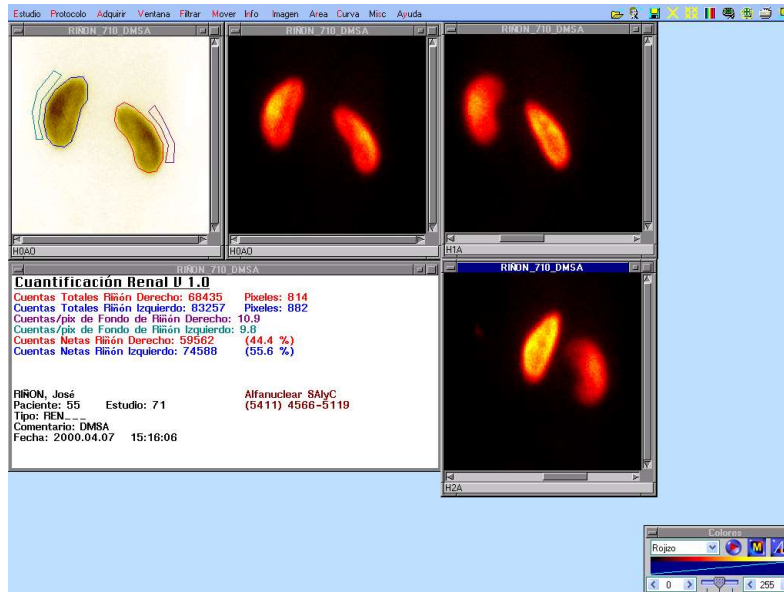 Estudio Protocolo Adquirir Ventana Filtrar Mover Info Imagen Area Curva Misc Ayuda
RIÑON_710_DMSA
RIÑON_710_DMSA
RIÑON_710_DMSA
H0A0
H0A0
H1A
RIÑON_710_DMSA
Cuantificación Renal V 1.0
Cuentas Totales Riñón Derecho: 68435 Pixeles: 814
Cuentas Totales Riñón Izquierdo: 83257 Pixeles: 882
Cuentas/pix de Fondo de Riñón Derecho: 10.9
Cuentas/pix de Fondo de Riñón Izquierdo: 9.8
Cuentas Netas Riñón Derecho: 59562 (44.4 %)
Cuentas Netas Riñón Izquierdo: 74588 (55.6 %)
RIÑON, José Alfanuclear SAIyC
Paciente: 55 Estudio: 71 (5411) 4566-5119
Tipo: REN___
Comentario: DMSA
Fecha: 2000.04.07 15:16:06
RIÑON_710_DMSA
H2A
Colores
Rojizo M
0 255